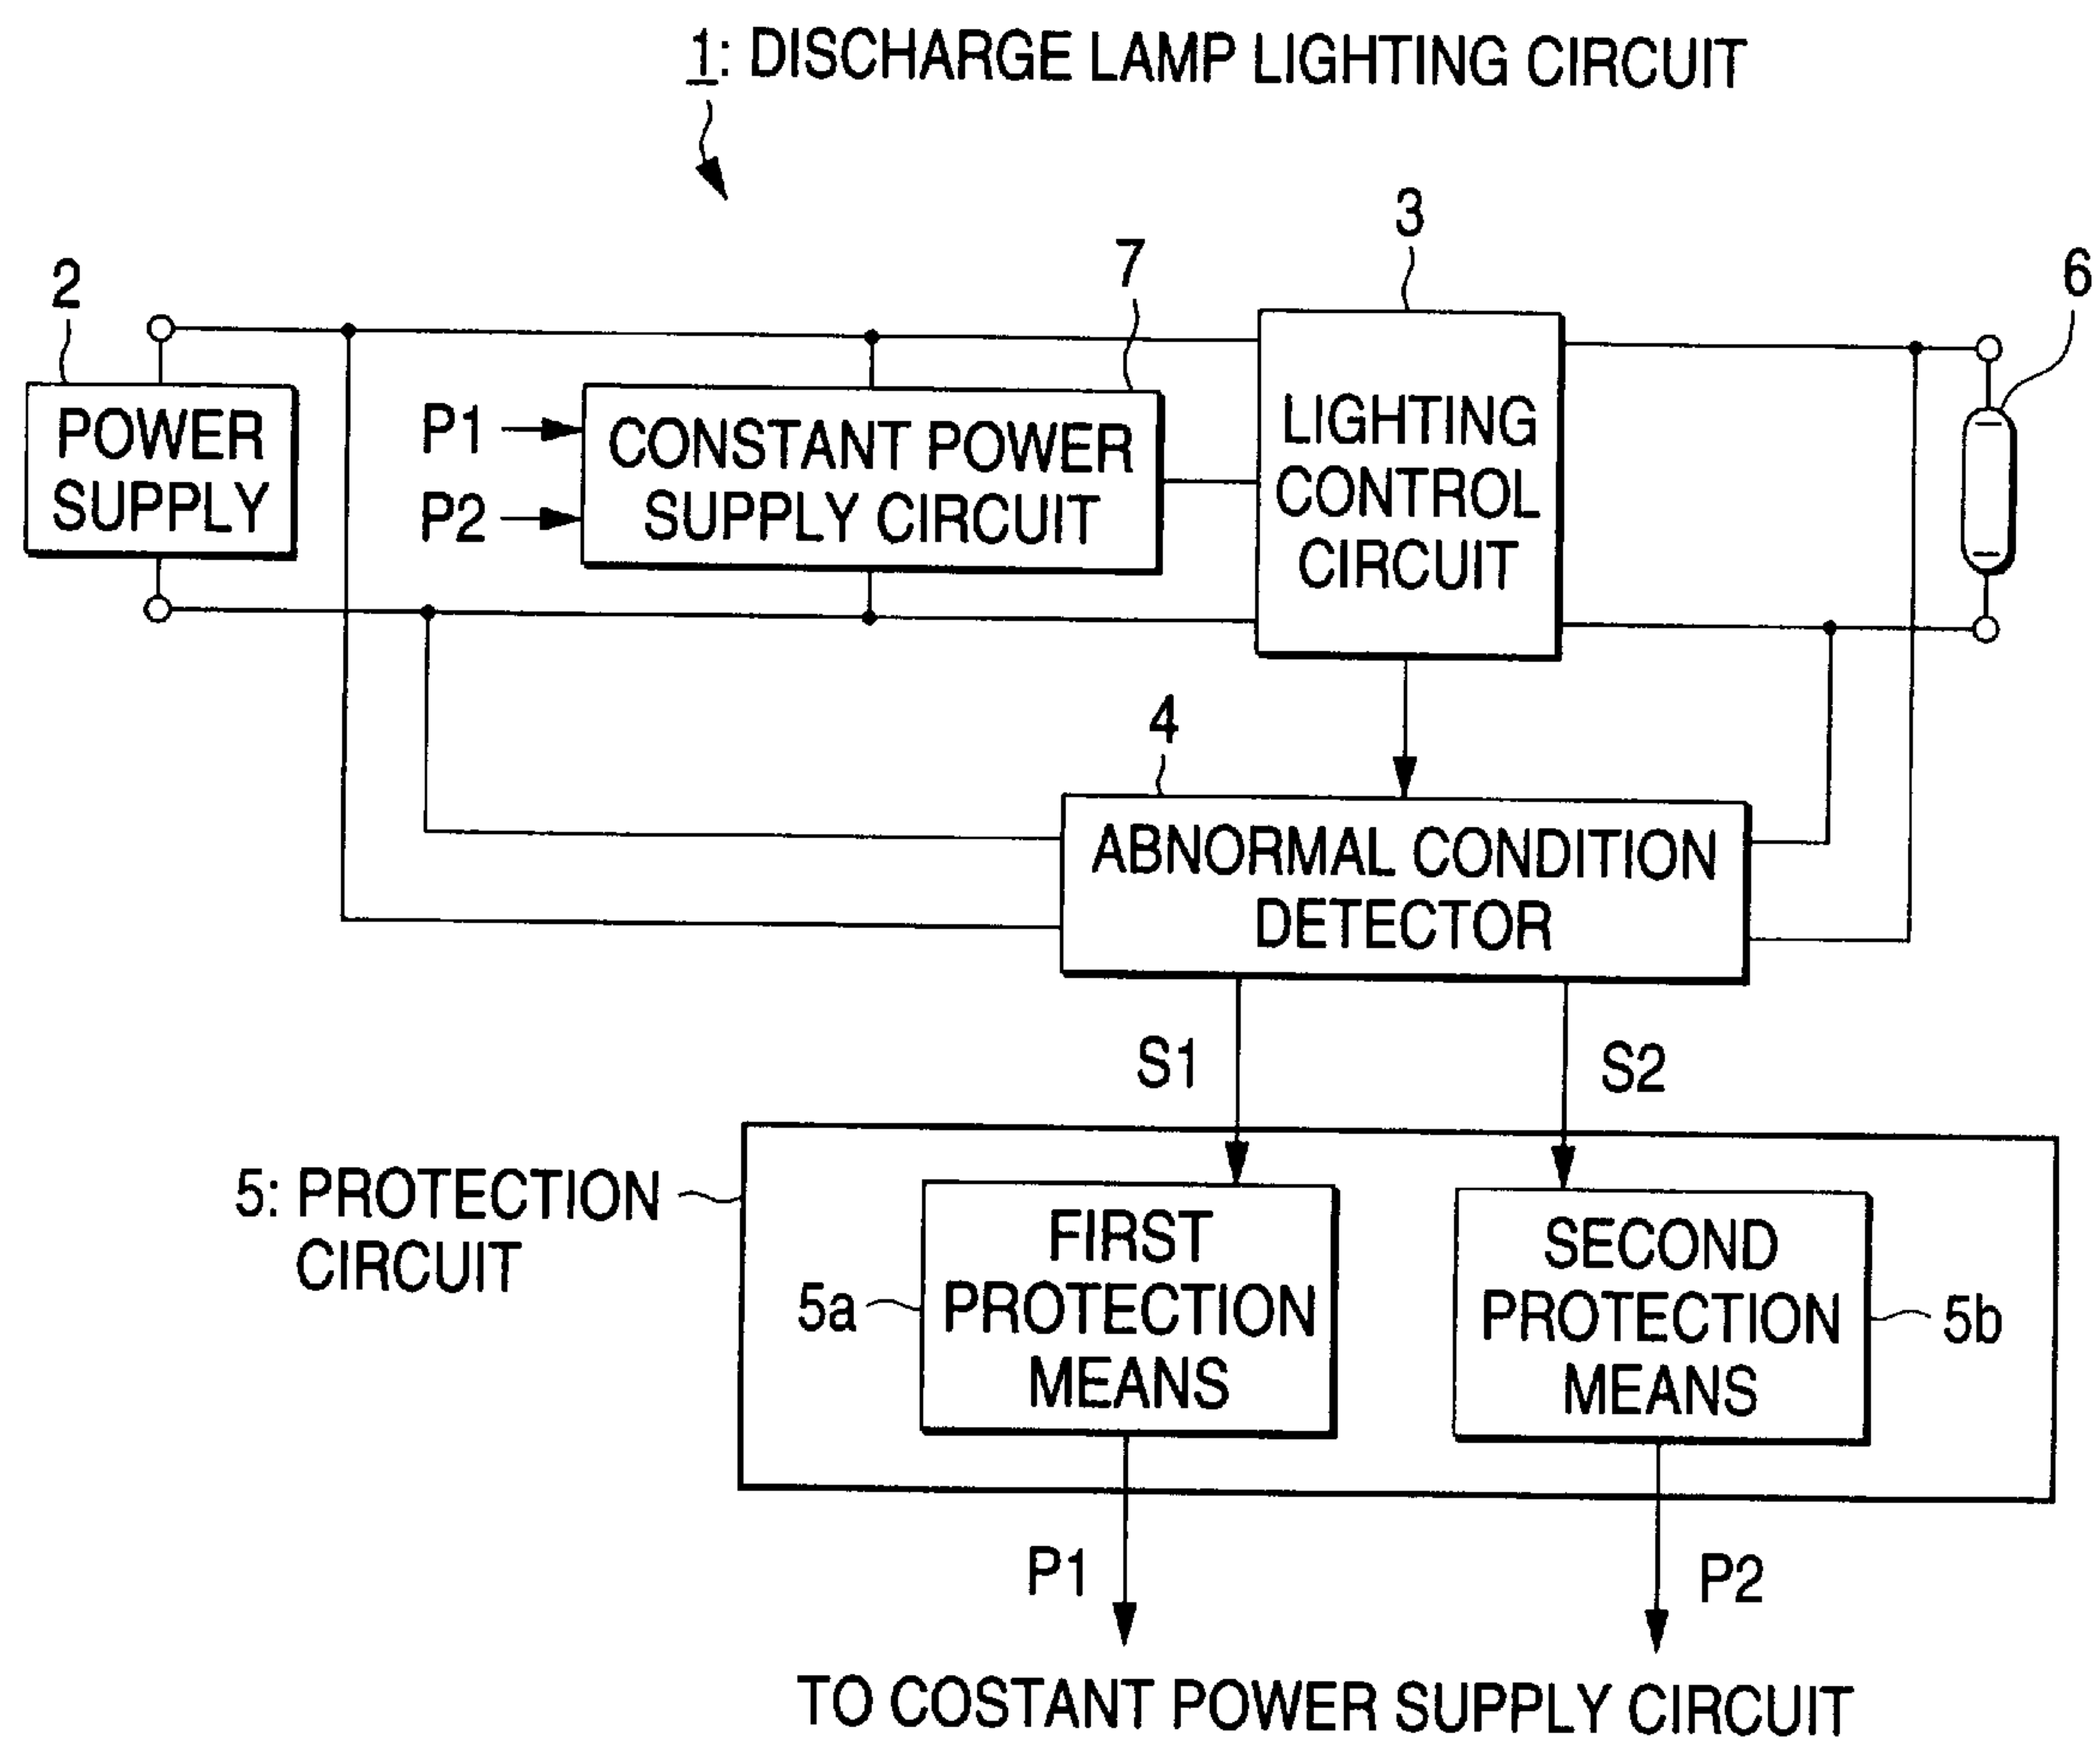 1: DISCHARGE LAMP LIGHTING CIRCUIT
3
7
2
6
POWER
SUPPLY
P1
P2
CONSTANT POWER
SUPPLY CIRCUIT
LIGHTING
CONTROL
CIRCUIT
4
ABNORMAL CONDITION
DETECTOR
S1
S2
5: PROTECTION
CIRCUIT
5a
FIRST
PROTECTION
MEANS
SECOND
PROTECTION
MEANS
5b
P1
P2
TO COSTANT POWER SUPPLY CIRCUIT